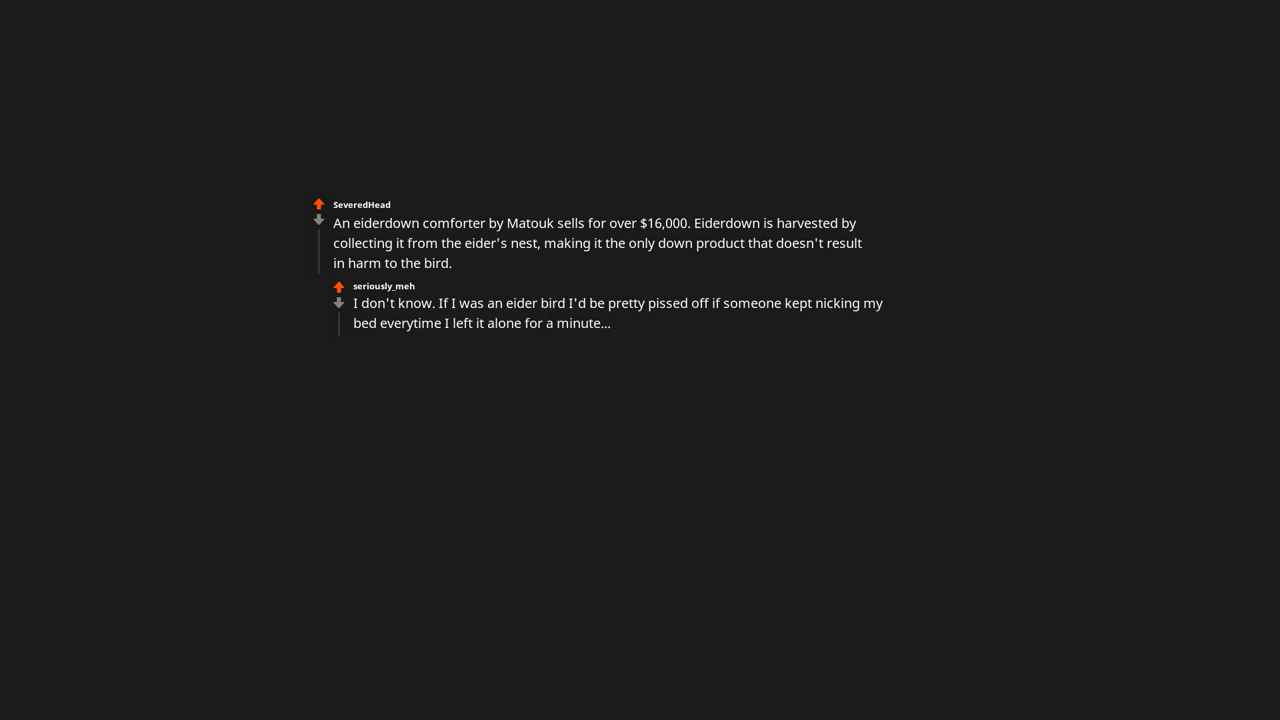 SeveredHead
An eiderdown comforter by Matouk sells for over $16,000. Eiderdown is harvested by
collecting it from the eider's nest, making it the only down product that doesn't result
in harm to the bird.
seriously_meh
I don't know. If I was an eider bird I'd be pretty pissed off if someone kept nicking my
bed everytime I left it alone for a minute...